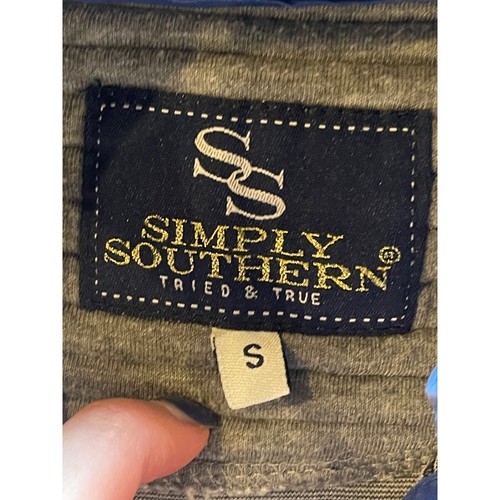 SS
SIMPLY
SOUTHERN®
TRIED & TRUE
S